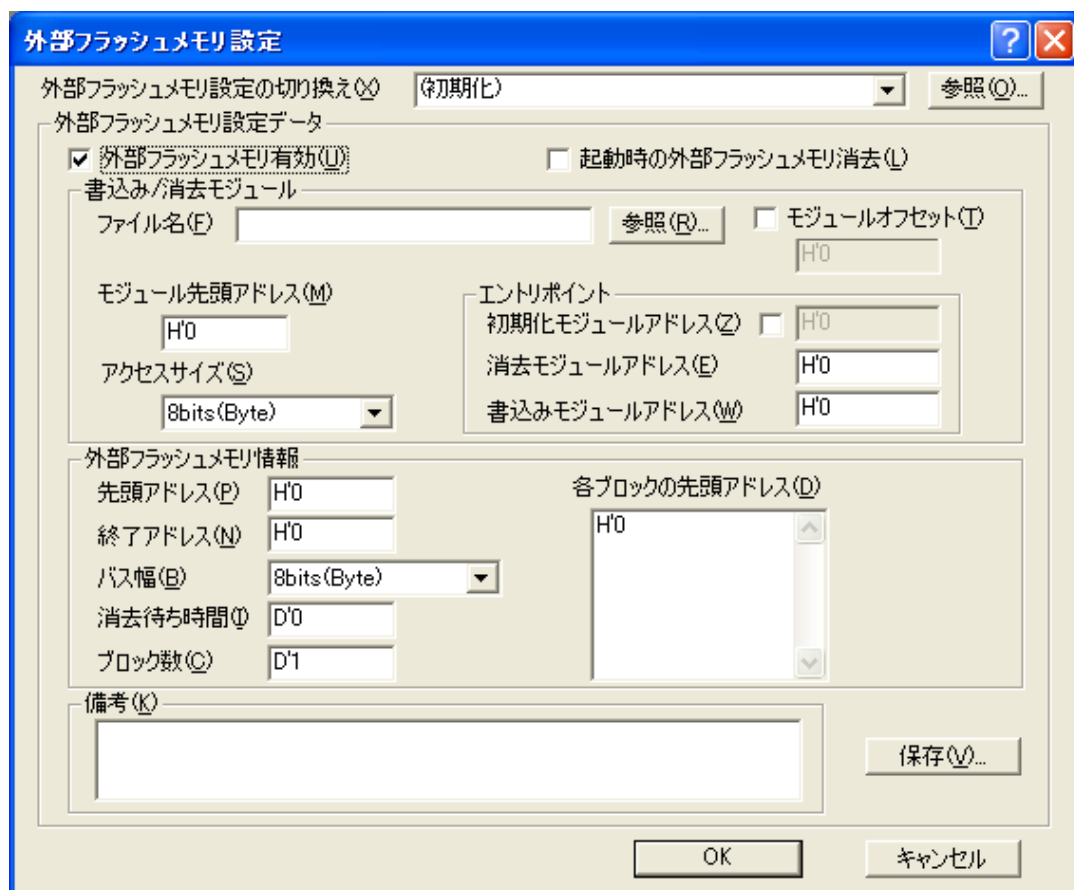 外部フラッシュメモリ設定
外部フラッシュメモリ設定の切り換え(X) (初期化) 参照(O)...
外部フラッシュメモリ設定データ
外部フラッシュメモリ有効(U) 起動時の外部フラッシュメモリ消去(L)
書込み/消去モジュール
ファイル名(F) 参照(R)... モジュールオフセット(T)
H'0
モジュール先頭アドレス(M) エントリポイント
H'0 初期化モジュールアドレス(Z) H'0
アクセスサイズ(S) 消去モジュールアドレス(E) H'0
8bits(Byte) 書込みモジュールアドレス(W) H'0
外部フラッシュメモリ情報
先頭アドレス(P) H'0 各ブロックの先頭アドレス(D)
終了アドレス(N) H'0 H'0
バス幅(B) 8bits(Byte)
消去待ち時間(I) D'0
ブロック数(C) D'1
備考(K)
保存(V)...
OK キャンセル